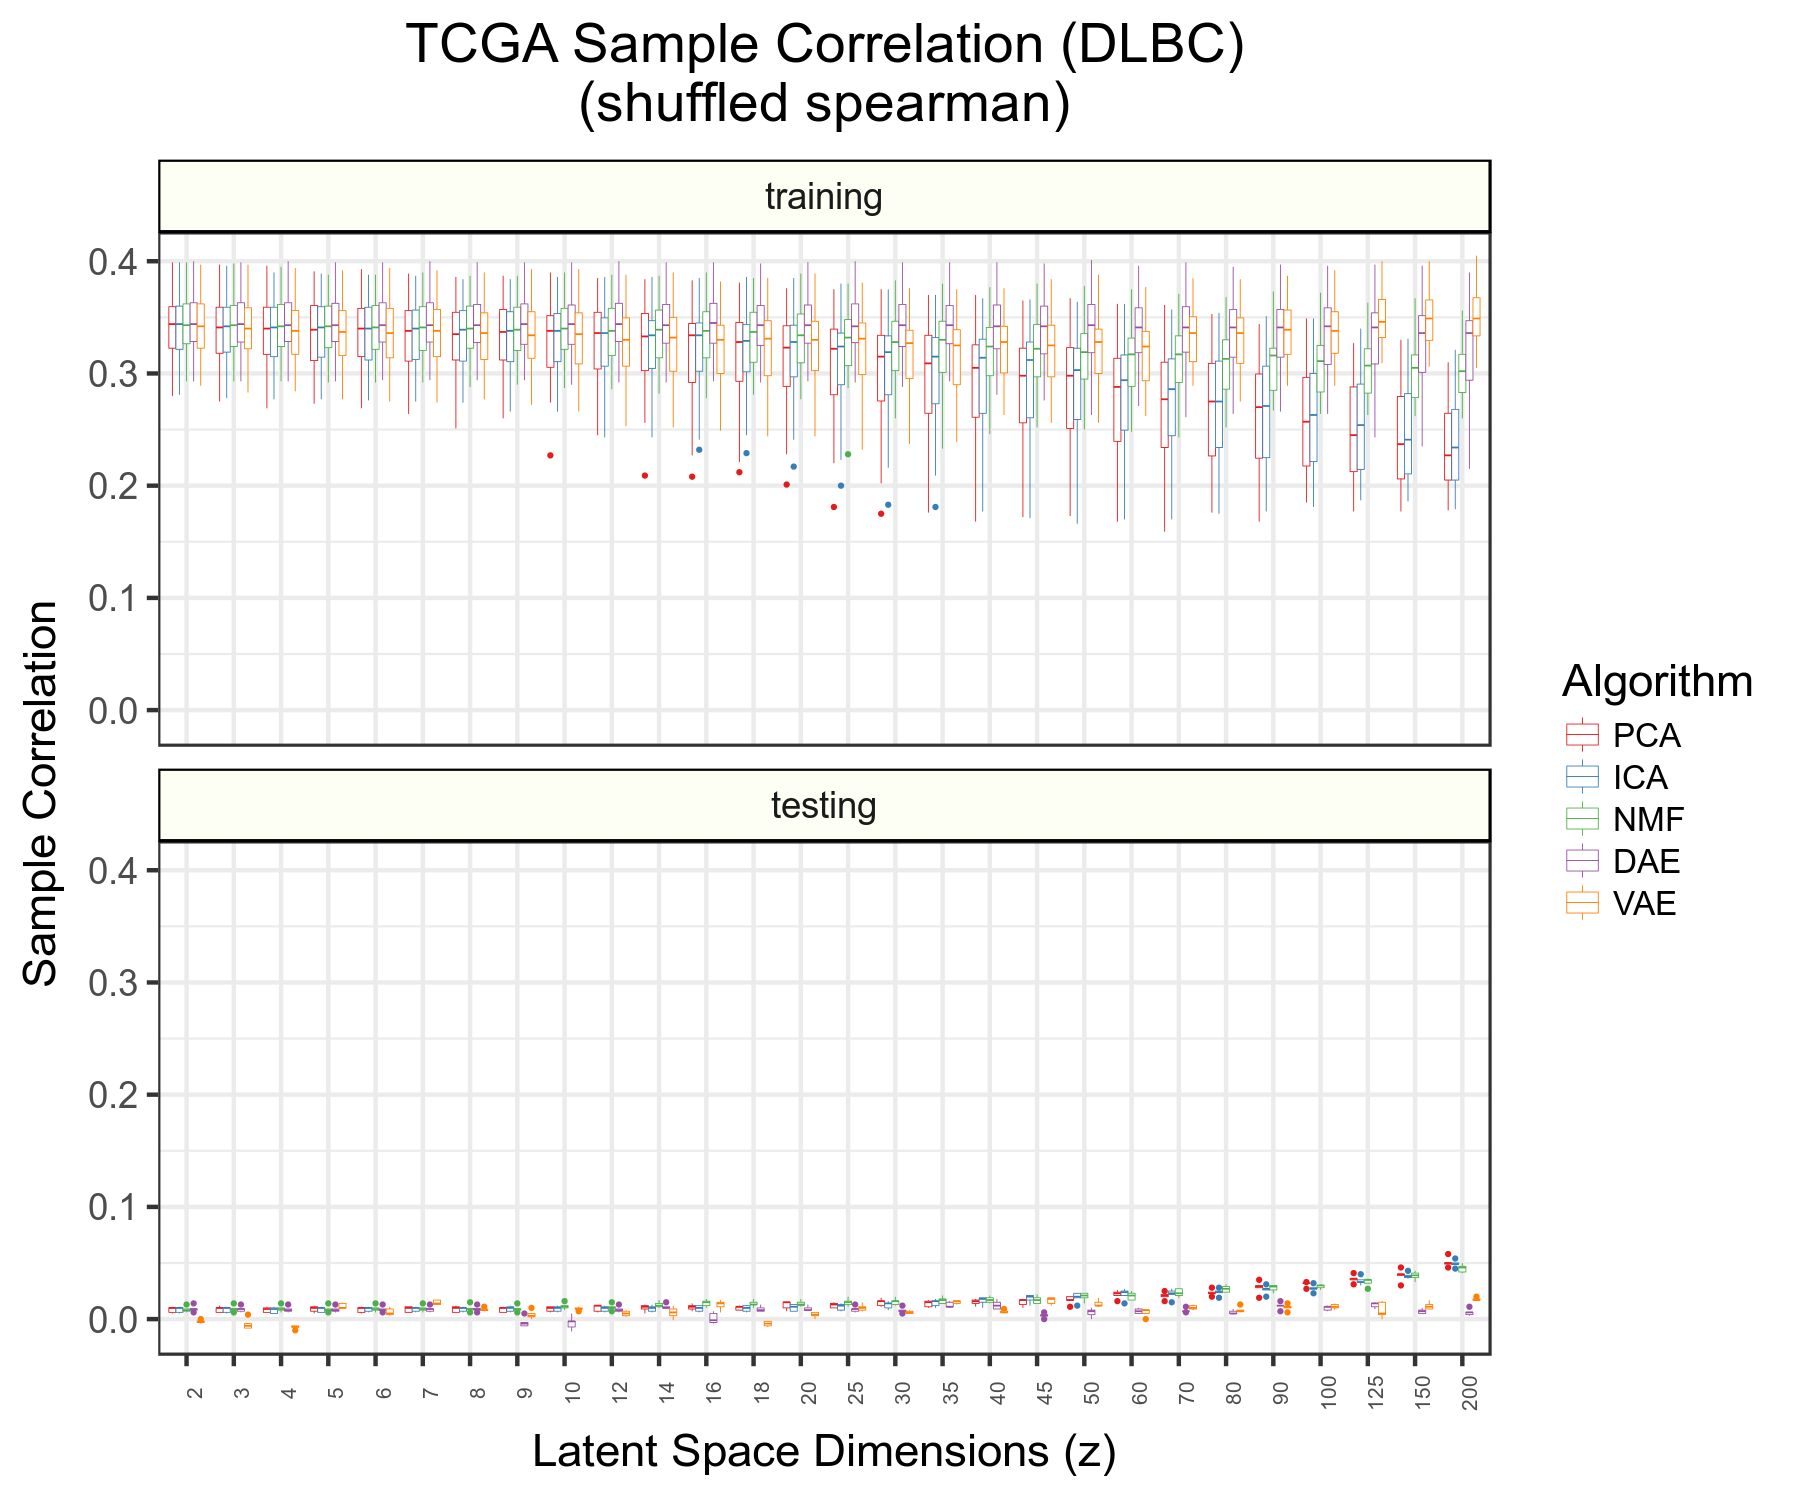 TCGA Sample Correlation (DLBC)
(shuffled spearman)
training
0.4
0.3
0.2
0.1
0.0
Sample Correlation
testing
0.4
0.3
0.2
0.1
0.0
2 3 4 5 6 7 8 9 10 12 14 16 18 20 25 30 35 40 45 50 60 70 80 90 100 125 150 200
Latent Space Dimensions (z)
Algorithm
PCA
ICA
NMF
DAE
VAE